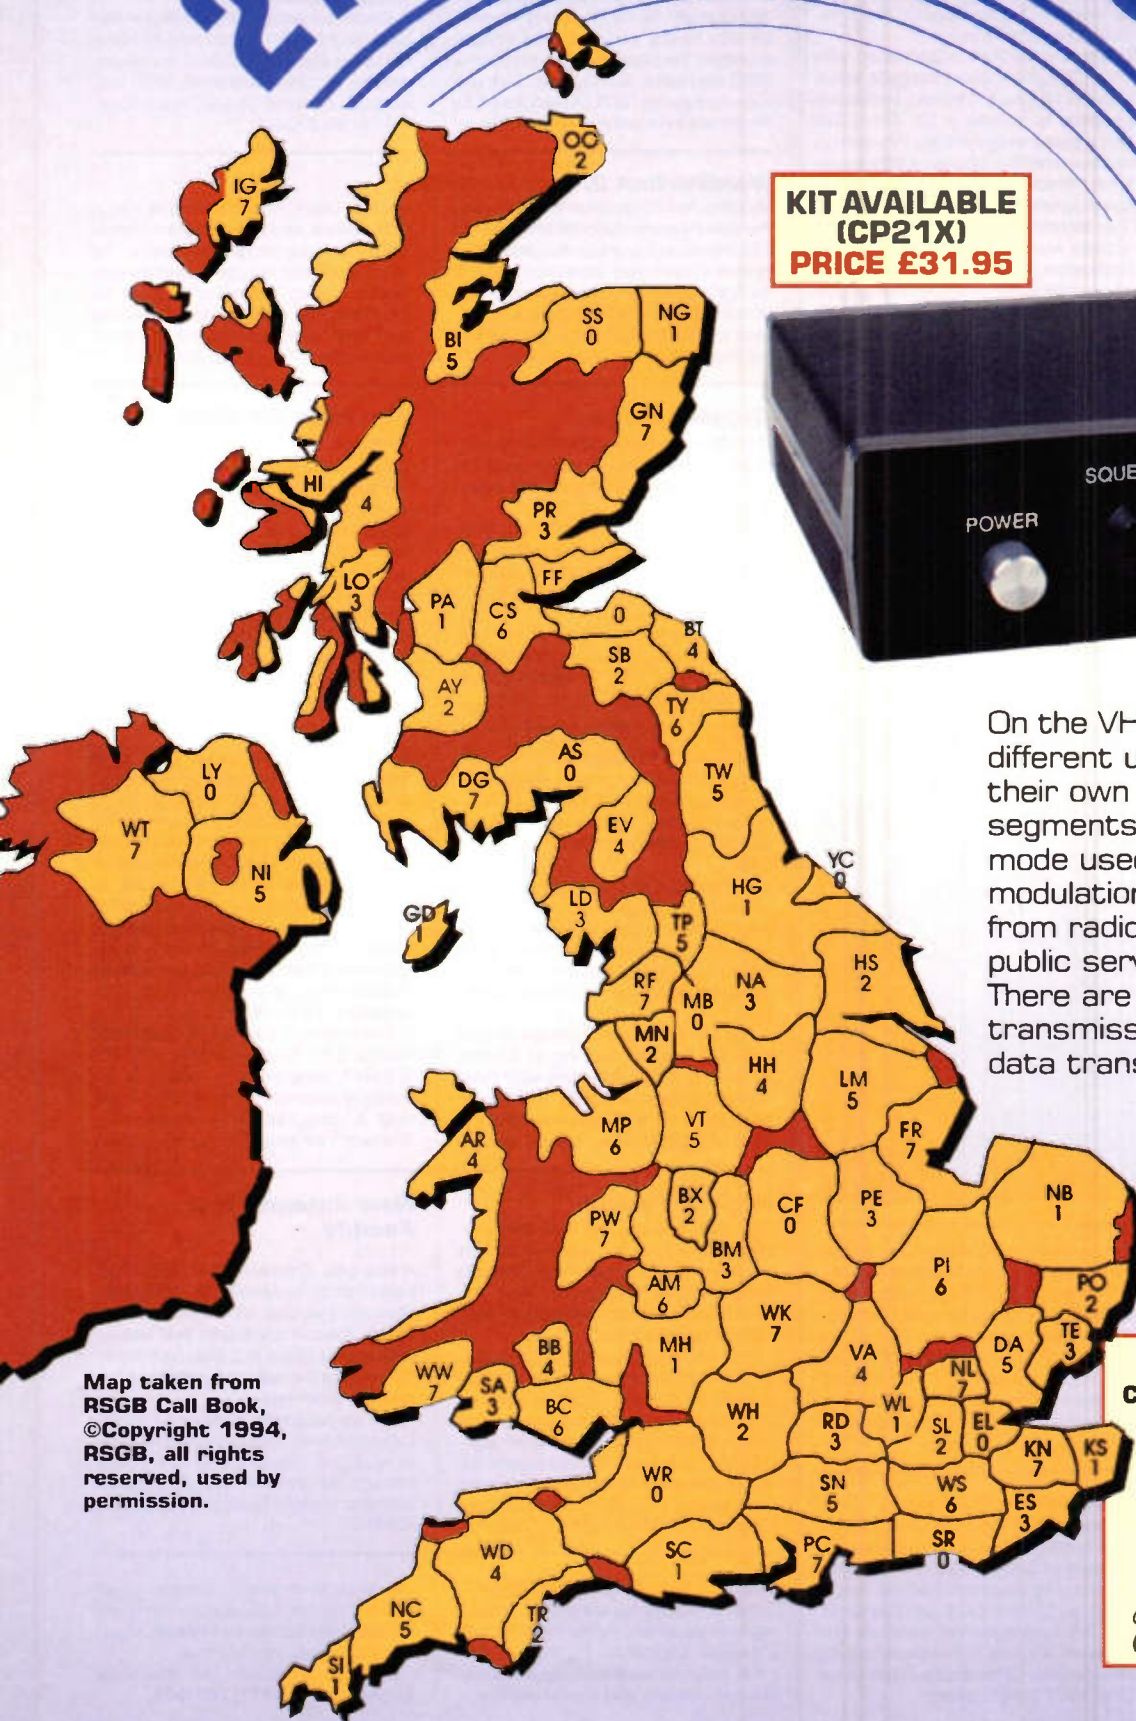 OC
2
IG
7
KIT AVAILABLE
(CP21X)
PRICE £31.95
BI
5
SS
0
NG
1
GN
7
HI
4
PR
3
POWER
LO
3
PA
1
CS
6
FF
0
BT
4
SB
2
AY
2
TY
6
AS
0
DG
7
TW
5
EV
4
LY
0
WT
7
NI
5
On the
different
their own
segments
mode
modulation
from
public
There are
data
YC
0
HG
1
LD
3
TP
5
GD
1
HS
2
RF
7
MB
0
NA
3
MN
2
HH
4
LM
5
MP
6
VT
5
FR
7
AR
4
BX
2
CF
0
PE
3
NB
1
PW
7
BM
3
AM
6
PI
6
PO
2
WK
7
TE
3
MH
1
BB
4
VA
4
DA
5
NL
7
WW
7
SA
3
BC
6
WH
2
RD
3
WL
1
SL
2
EL
0
KN
7
KS
1
WR
0
SN
5
WS
6
ES
3
SC
1
PC
7
SR
0
WD
4
NC
5
TR
2
SI
1
Map taken from
RSGB Call Book,
©Copyright 1994,
RSGB, all rights
reserved, used by
permission.